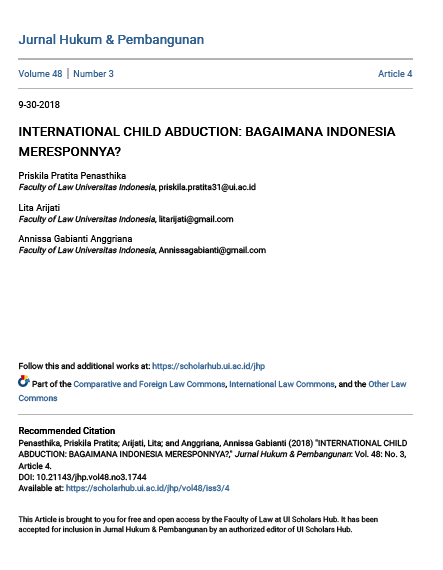 Jurnal Hukum & Pembangunan
Volume 48 | Number 3 Article 4
9-30-2018
INTERNATIONAL CHILD ABDUCTION: BAGAIMANA INDONESIA
MERESPONNYA?
Priskila Pratita Penasthika
Faculty of Law Universitas Indonesia, priskila.pratita31@ui.ac.id
Lita Arijati
Faculty of Law Universitas Indonesia, litarijati@gmail.com
Annissa Gabianti Anggriana
Faculty of Law Universitas Indonesia, Annissagabianti@gmail.com
Follow this and additional works at: https://scholarhub.ui.ac.id/jhp
Part of the Comparative and Foreign Law Commons, International Law Commons, and the Other Law
Commons
Recommended Citation
Penasthika, Priskila Pratita; Arijati, Lita; and Anggriana, Annissa Gabianti (2018) "INTERNATIONAL CHILD
ABDUCTION: BAGAIMANA INDONESIA MERESPONNYA?," Jurnal Hukum & Pembangunan: Vol. 48: No. 3,
Article 4.
DOI: 10.21143/jhp.vol48.no3.1744
Available at: https://scholarhub.ui.ac.id/jhp/vol48/iss3/4
This Article is brought to you for free and open access by the Faculty of Law at UI Scholars Hub. It has been
accepted for inclusion in Jurnal Hukum & Pembangunan by an authorized editor of UI Scholars Hub.